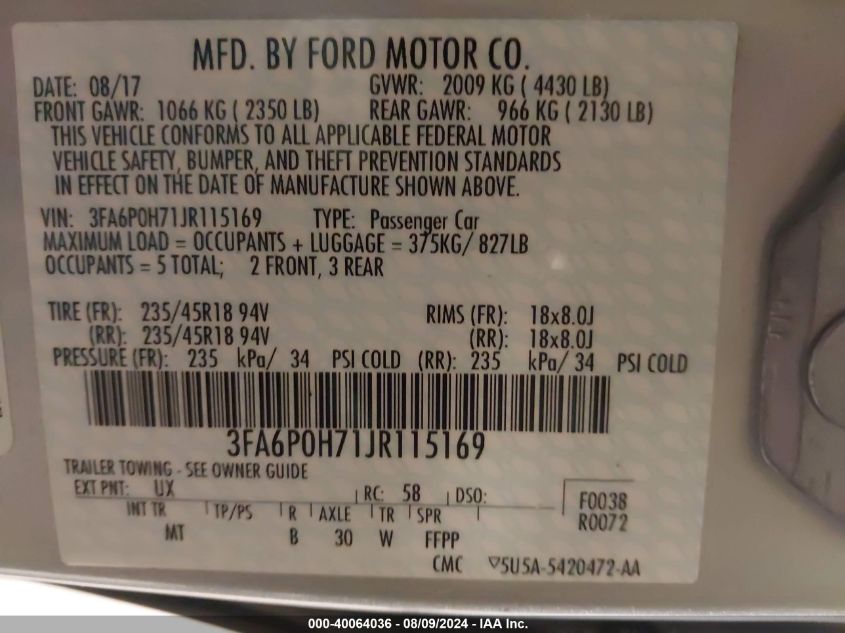 MFD. BY FORD MOTOR CO.
DATE: 08/17 GVWR: 2009 KG ( 4430 LB)
FRONT GAWR: 1066 KG ( 2350 LB) REAR GAWR: 966 KG ( 2130 LB)
THIS VEHICLE CONFORMS TO ALL APPLICABLE FEDERAL MOTOR
VEHICLE SAFETY, BUMPER, AND THEFT PREVENTION STANDARDS
IN EFFECT ON THE DATE OF MANUFACTURE SHOWN ABOVE.
VIN: 3FA6P0H71JR115169 TYPE: Passenger Car
MAXIMUM LOAD = OCCUPANTS + LUGGAGE = 375KG/ 827LB
OCCUPANTS = 5 TOTAL; 2 FRONT, 3 REAR
TIRE (FR): 235/45R18 94V RIMS (FR): 18x8.0J
(RR): 235/45R18 94V (RR): 18x8.0J
PRESSURE (FR): 235 kPa/ 34 PSI COLD (RR): 235 kPa/ 34 PSI COLD
3FA6P0H71JR115169
TRAILER TOWING - SEE OWNER GUIDE
EXT PNT: UX RC: 58 DSO: F0038
INT TR TP/PS R AXLE TR SPR R0072
MT B 30 W FFPP
CMC ▽5U5A-5420472-AA
000-40064036 - 08/09/2024 - IAA Inc.